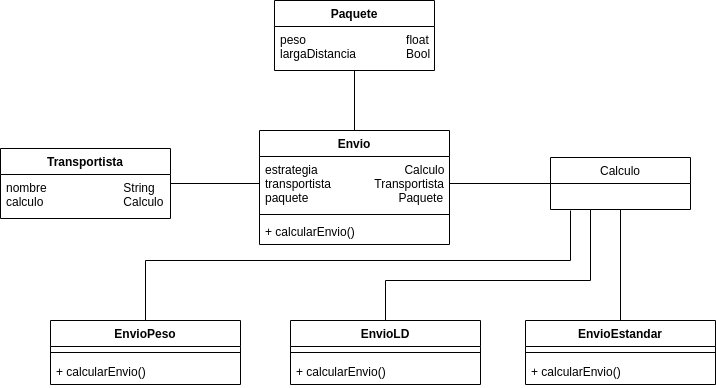 Paquete
peso float
largaDistancia Bool
Transportista
nombre String
calculo Calculo
Envio
estrategia Calculo
transportista Transportista
paquete Paquete
+ calcularEnvio()
Calculo
EnvioPeso
+ calcularEnvio()
EnvioLD
+ calcularEnvio()
EnvioEstandar
+ calcularEnvio()